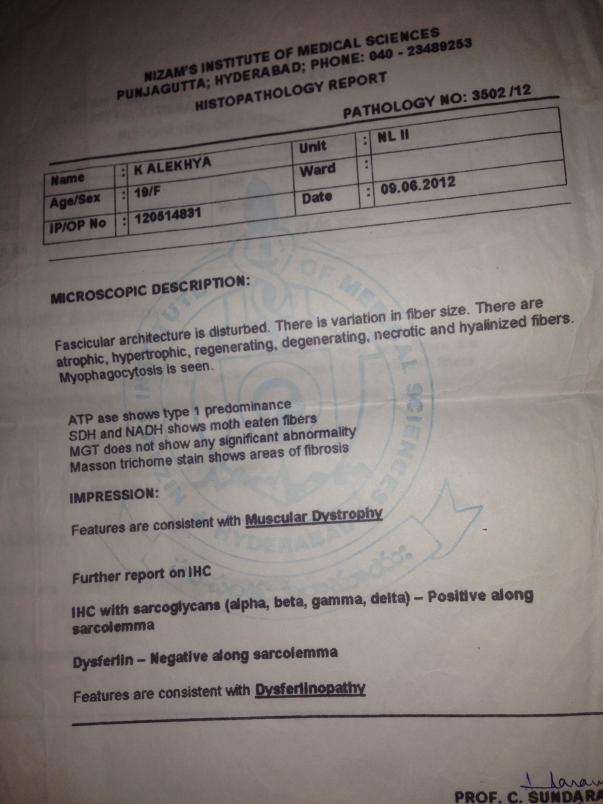 NIZAM'S INSTITUTE OF MEDICAL SCIENCES
PUNJAGUTTA; HYDERABAD; PHONE: 040 - 23489253
HISTOPATHOLOGY REPORT
PATHOLOGY NO: 3502 /12
Name : K ALEKHYA Unit : NL II
Age/Sex : 19/F Ward :
IP/OP No : 120514831 Date : 09.06.2012
MICROSCOPIC DESCRIPTION:
Fascicular architecture is disturbed. There is variation in fiber size. There are
atrophic, hypertrophic, regenerating, degenerating, necrotic and hyalinized fibers.
Myophagocytosis is seen.
ATP ase shows type 1 predominance
SDH and NADH shows moth eaten fibers
MGT does not show any significant abnormality
Masson trichome stain shows areas of fibrosis
IMPRESSION:
Features are consistent with Muscular Dystrophy
Further report on IHC
IHC with sarcoglycans (alpha, beta, gamma, delta) – Positive along
sarcolemma
Dysferlin – Negative along sarcolemma
Features are consistent with Dysferlinopathy
PROF. C. SUNDARA